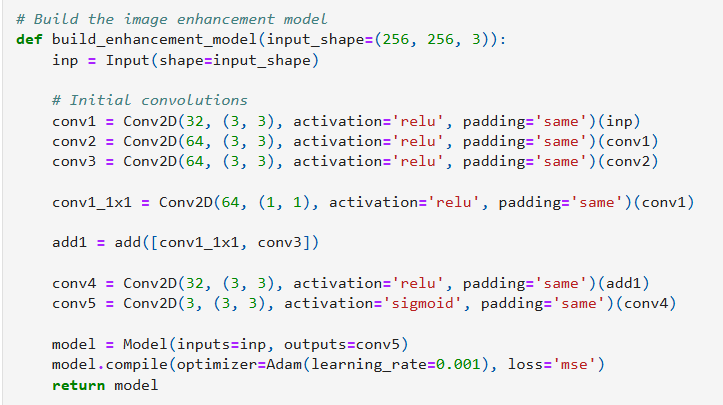 # Build the image enhancement model
def build_enhancement_model(input_shape=(256, 256, 3)):
    inp = Input(shape=input_shape)

    # Initial convolutions
    conv1 = Conv2D(32, (3, 3), activation='relu', padding='same')(inp)
    conv2 = Conv2D(64, (3, 3), activation='relu', padding='same')(conv1)
    conv3 = Conv2D(64, (3, 3), activation='relu', padding='same')(conv2)

    conv1_1x1 = Conv2D(64, (1, 1), activation='relu', padding='same')(conv1)

    add1 = add([conv1_1x1, conv3])

    conv4 = Conv2D(32, (3, 3), activation='relu', padding='same')(add1)
    conv5 = Conv2D(3, (3, 3), activation='sigmoid', padding='same')(conv4)

    model = Model(inputs=inp, outputs=conv5)
    model.compile(optimizer=Adam(learning_rate=0.001), loss='mse')
    return model